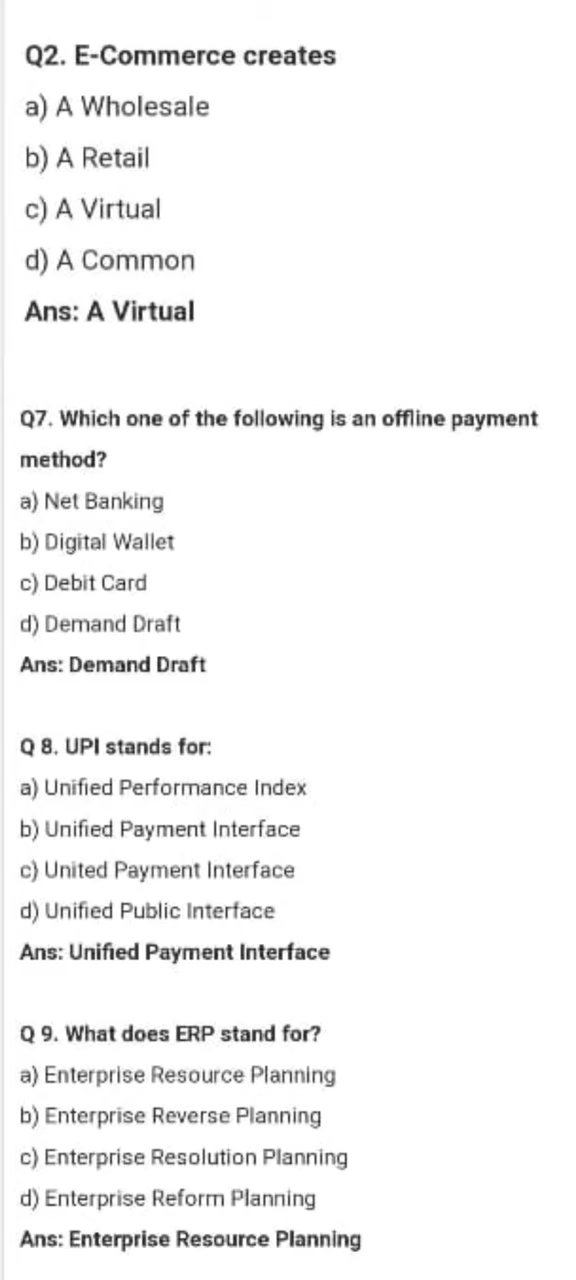 Q2. E-Commerce creates
a) A Wholesale
b) A Retail
c) A Virtual
d) A Common
Ans: A Virtual
Q7. Which one of the following is an offline payment
method?
a) Net Banking
b) Digital Wallet
c) Debit Card
d) Demand Draft
Ans: Demand Draft
Q 8. UPI stands for:
a) Unified Performance Index
b) Unified Payment Interface
c) United Payment Interface
d) Unified Public Interface
Ans: Unified Payment Interface
Q 9. What does ERP stand for?
a) Enterprise Resource Planning
b) Enterprise Reverse Planning
c) Enterprise Resolution Planning
d) Enterprise Reform Planning
Ans: Enterprise Resource Planning